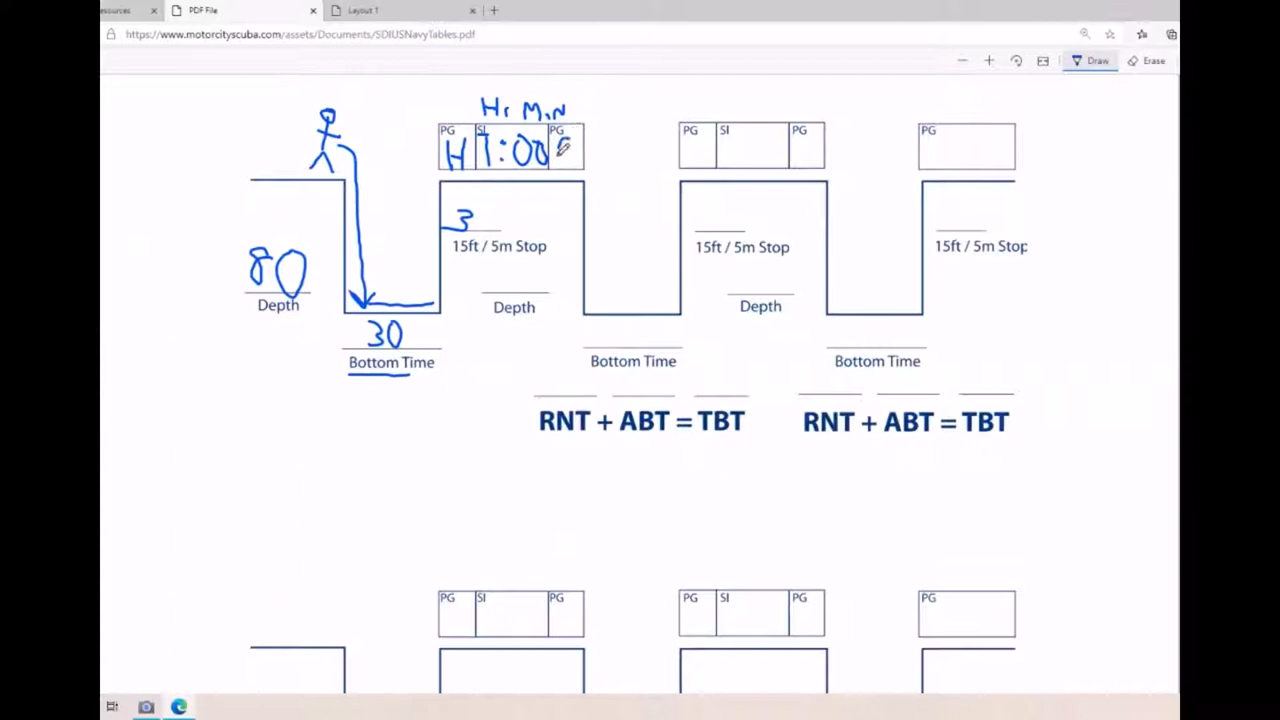 esources PDF File Layout 1
https://www.motorcityscuba.com/assets/Documents/SDIUSNavyTables.pdf
Draw Erase
Hr Min
PG SI PG PG SI PG PG
H 1:00
3
15ft / 5m Stop 15ft / 5m Stop 15ft / 5m Stop
80
Depth Depth Depth
30
Bottom Time Bottom Time Bottom Time
RNT + ABT = TBT RNT + ABT = TBT
PG SI PG PG SI PG PG